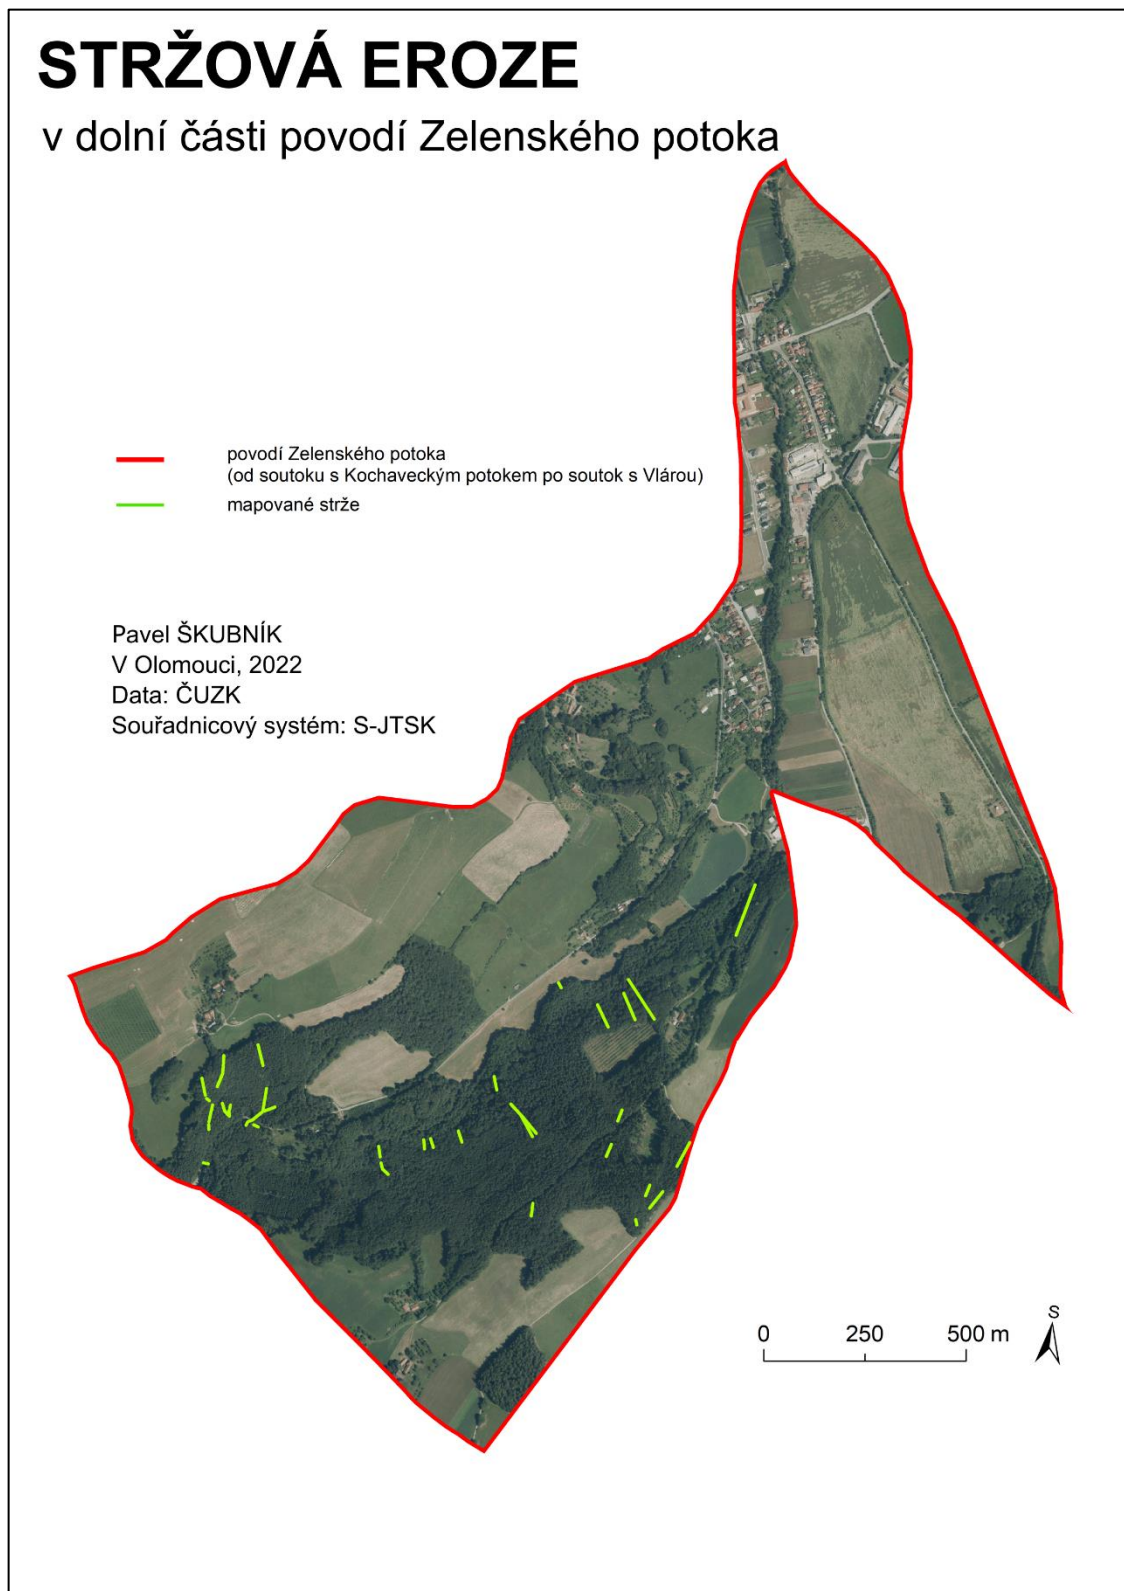 STRŽOVÁ EROZE
v dolní části povodí Zelenského potoka
povodí Zelenského potoka
(od soutoku s Kochaveckým potokem po soutok s Vlárou)
mapované strže
Pavel ŠKUBNÍK
V Olomouci, 2022
Data: ČUZK
Souřadnicový systém: S-JTSK
0 250 500 m
S